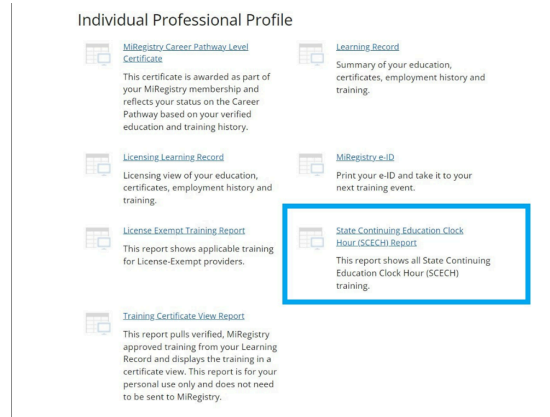 Individual Professional Profile
MiRegistry Career Pathway Level
Certificate
This certificate is awarded as part of
your MiRegistry membership and
reflects your status on the Career
Pathway based on your verified
education and training history.
Learning Record
Summary of your education,
certificates, employment history and
training.
Licensing Learning Record
Licensing view of your education,
certificates, employment history and
training.
MiRegistry e-ID
Print your e-ID and take it to your
next training event.
License Exempt Training Report
This report shows applicable training
for License-Exempt providers.
State Continuing Education Clock
Hour (SCECH) Report
This report shows all State Continuing
Education Clock Hour (SCECH)
training.
Training Certificate View Report
This report pulls verified, MiRegistry
approved training from your Learning
Record and displays the training in a
certificate view. This report is for your
personal use only and does not need
to be sent to MiRegistry.